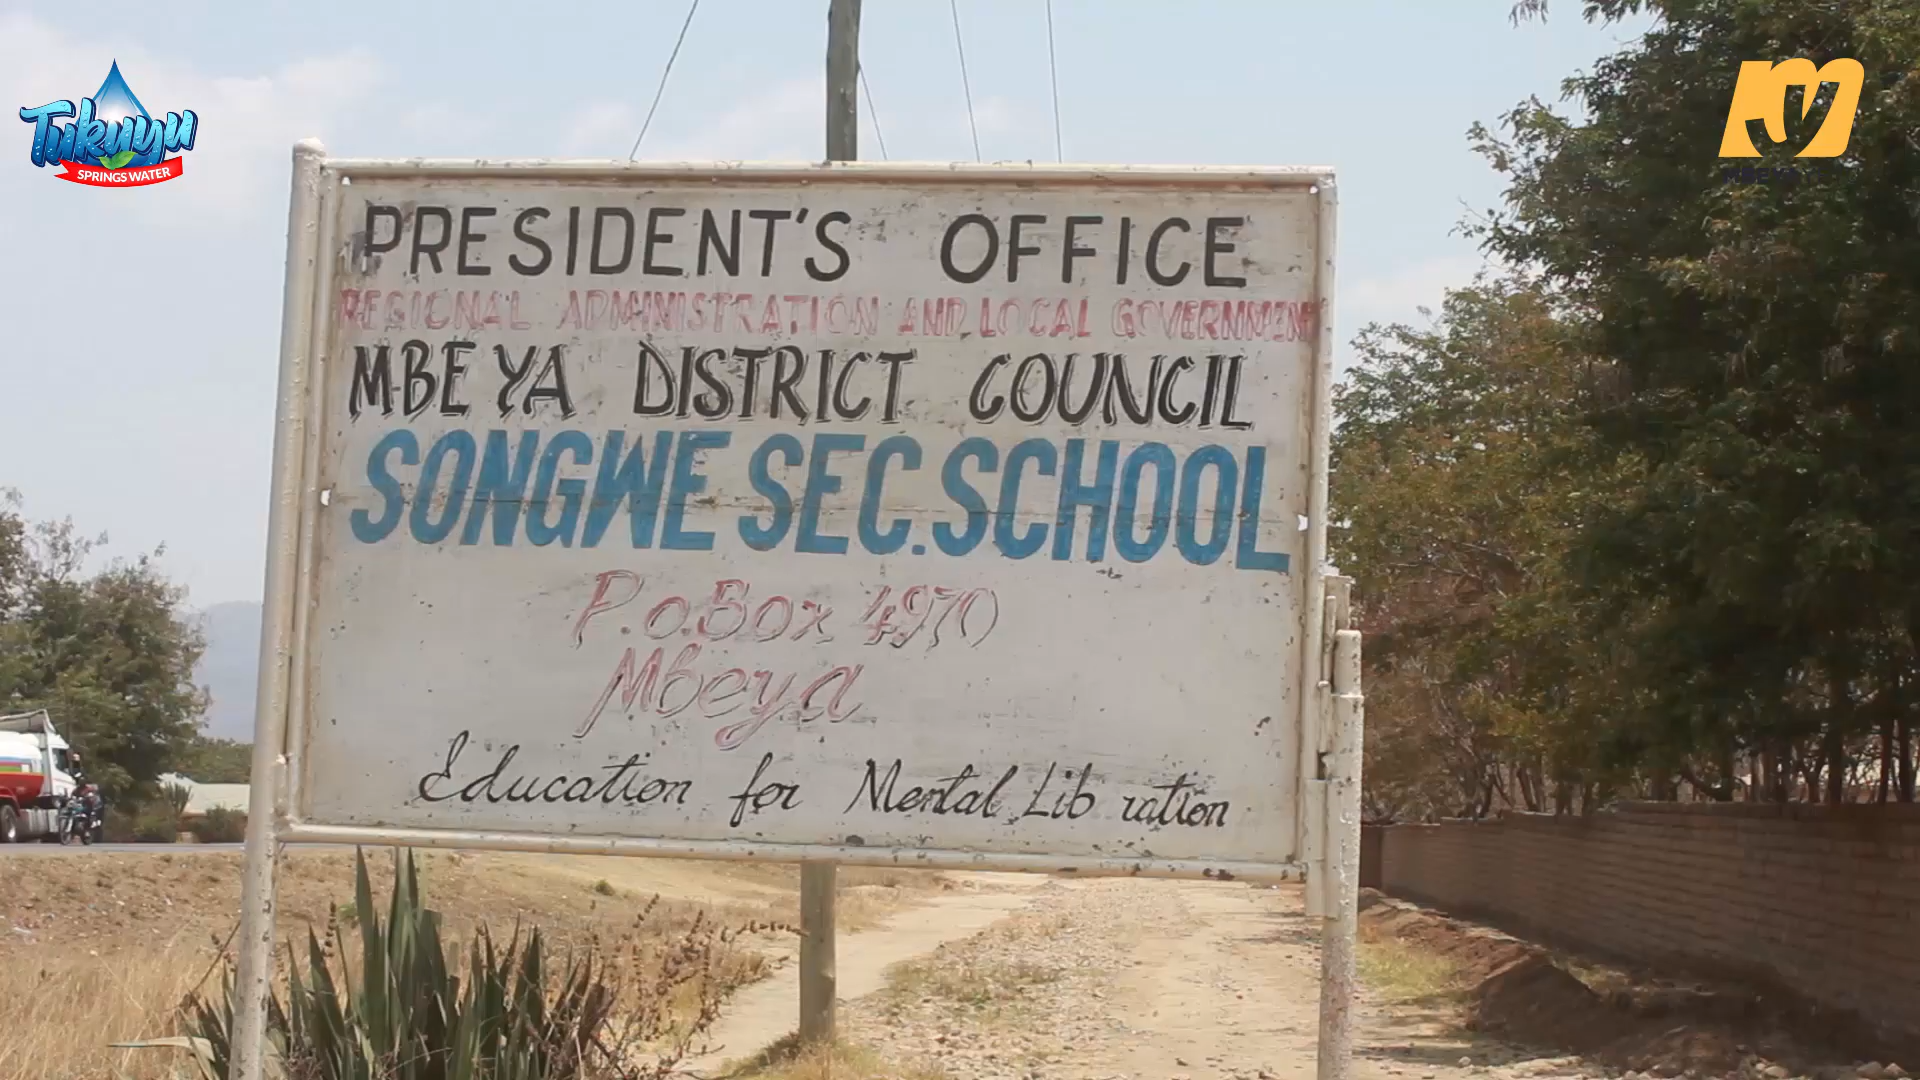 Tukuyu
SPRINGS WATER
PRESIDENT'S OFFICE
REGIONAL ADMINISTRATION AND LOCAL GOVERNMENT
MBEYA DISTRICT COUNCIL
SONGWE SEC. SCHOOL
P.o.Box 4970
Mbeya
Education for Mental Lib ration